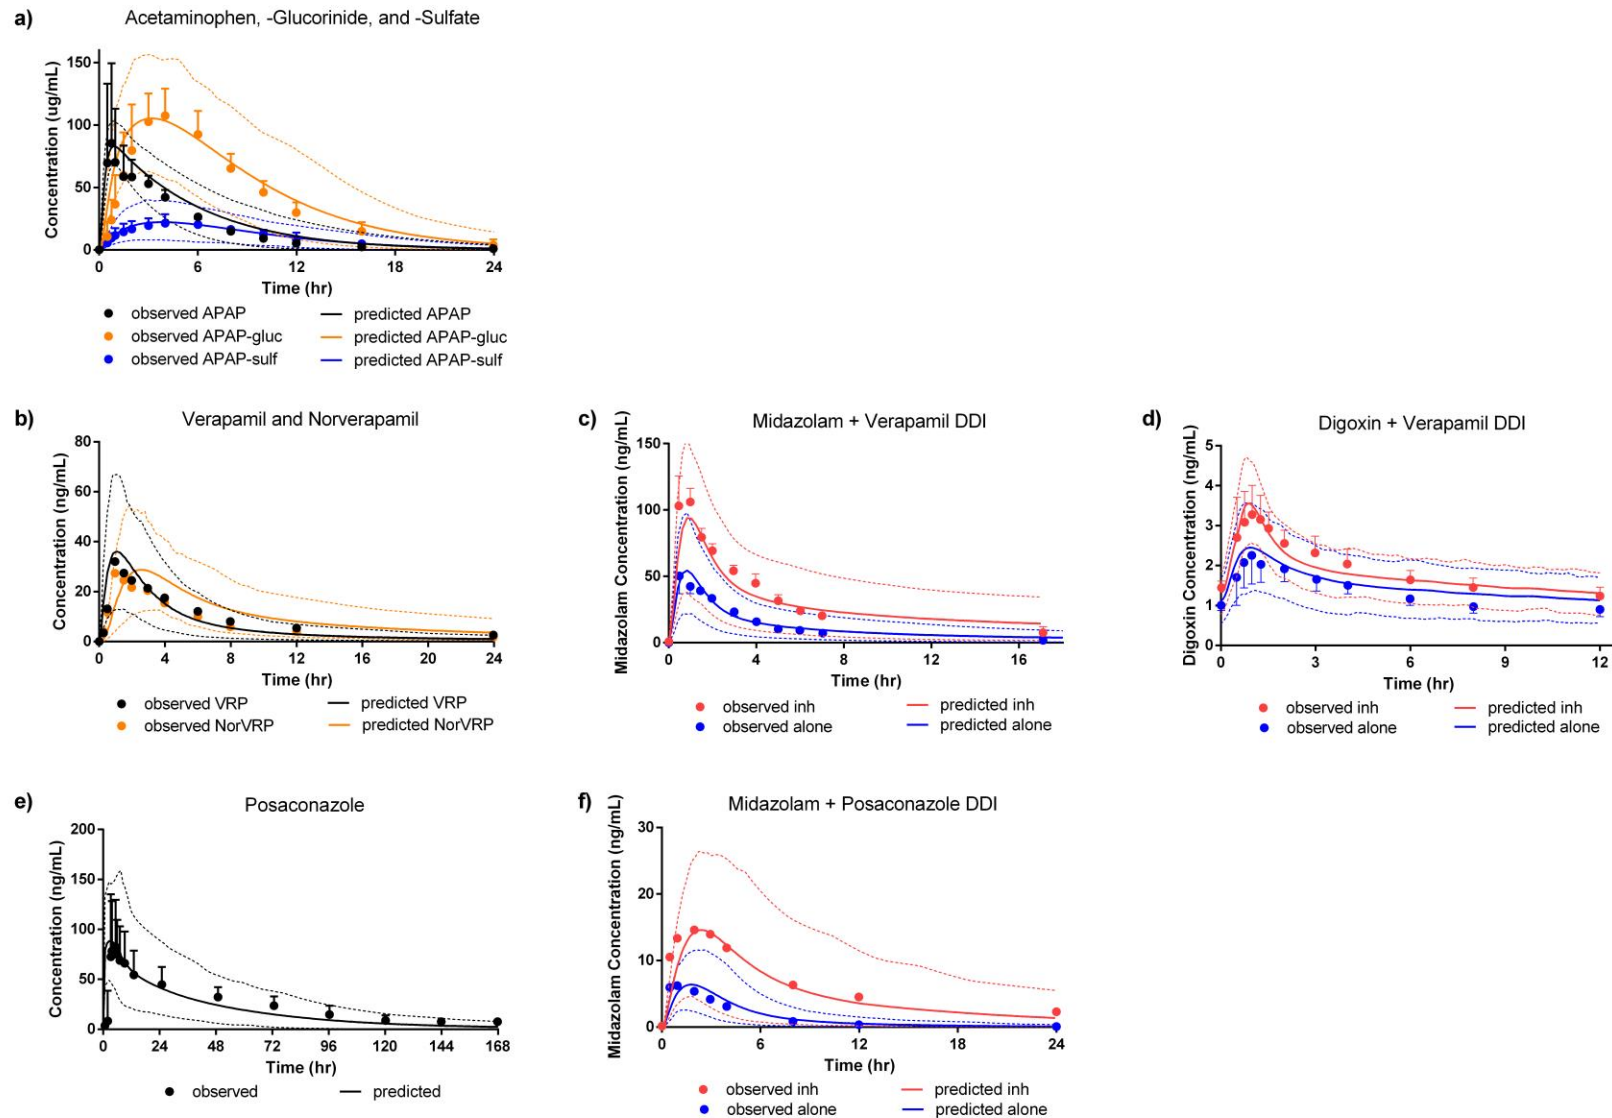 a)
Acetaminophen, -Glucorinide, and -Sulfate
Concentration (ug/mL)
150
100
50
0
0 6 12 18 24
Time (hr)
observed APAP predicted APAP
observed APAP-gluc predicted APAP-gluc
observed APAP-sulf predicted APAP-sulf
b)
Verapamil and Norverapamil
Concentration (ng/mL)
80
60
40
20
0
0 4 8 12 16 20 24
Time (hr)
observed VRP predicted VRP
observed NorVRP predicted NorVRP
c)
Midazolam + Verapamil DDI
Midazolam Concentration (ng/mL)
150
100
50
0
0 4 8 12 16
Time (hr)
observed inh predicted inh
observed alone predicted alone
d)
Digoxin + Verapamil DDI
Digoxin Concentration (ng/mL)
5
4
3
2
1
0
0 3 6 9 12
Time (hr)
observed inh predicted inh
observed alone predicted alone
e)
Posaconazole
Concentration (ng/mL)
200
150
100
50
0
0 24 48 72 96 120 144 168
Time (hr)
observed predicted
f)
Midazolam + Posaconazole DDI
Midazolam Concentration (ng/mL)
30
20
10
0
0 6 12 18 24
Time (hr)
observed inh predicted inh
observed alone predicted alone